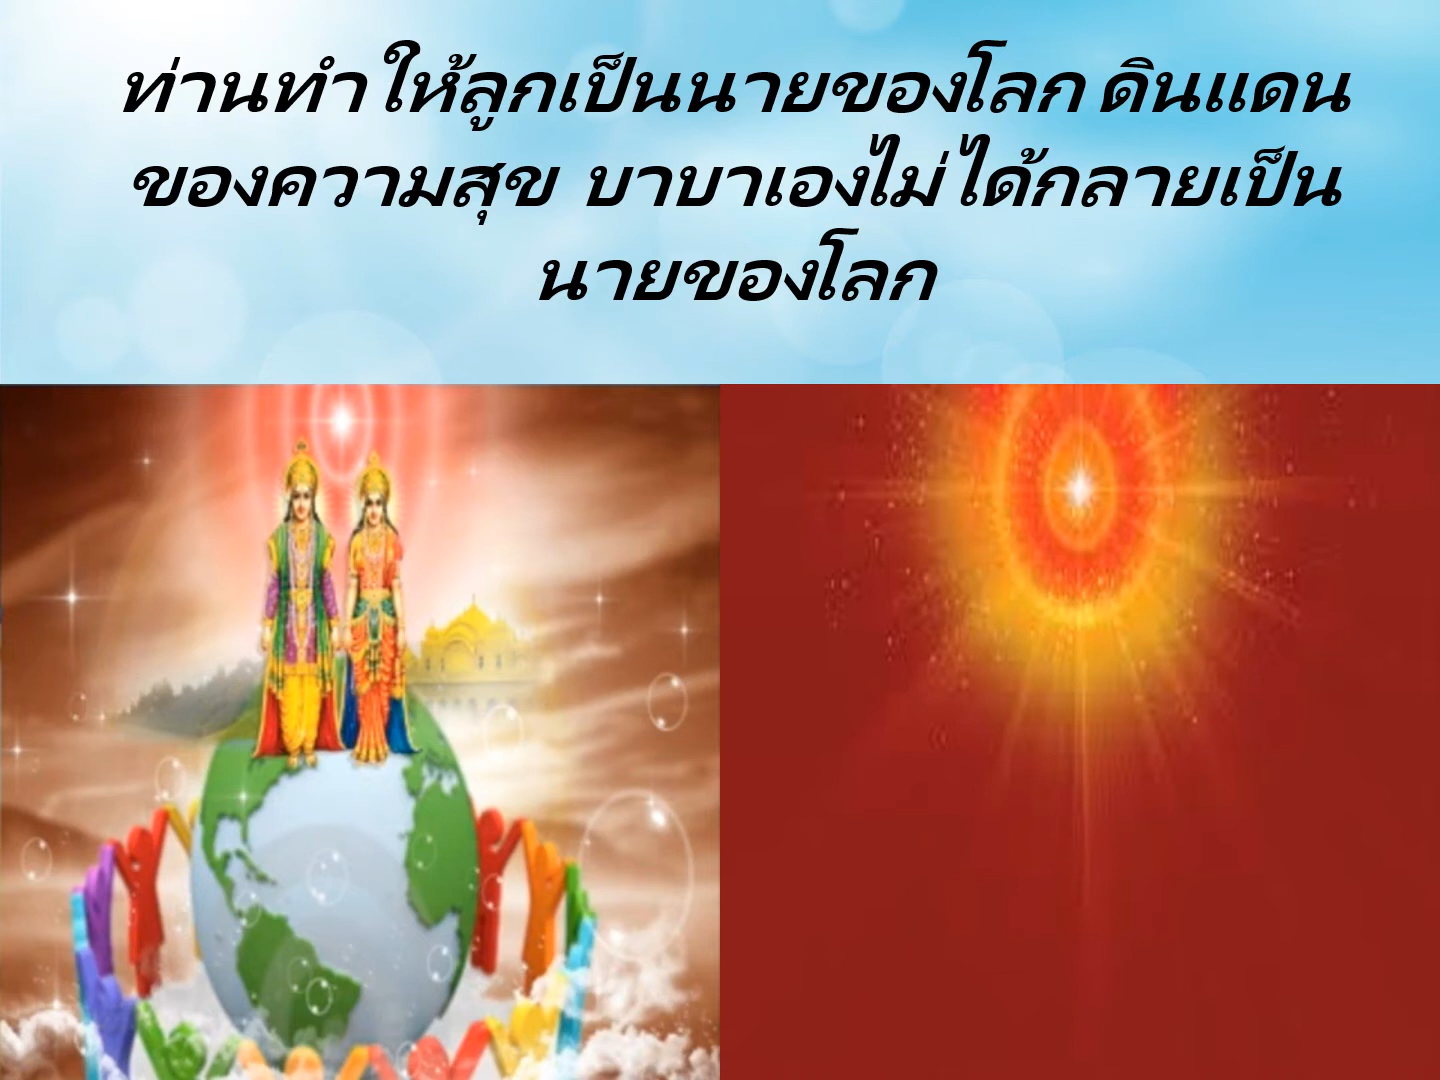 ท่านทำให้ลูกเป็นนายของโลก ดินแดน
ของความสุข บาบาเองไม่ได้กลายเป็น
นายของโลก